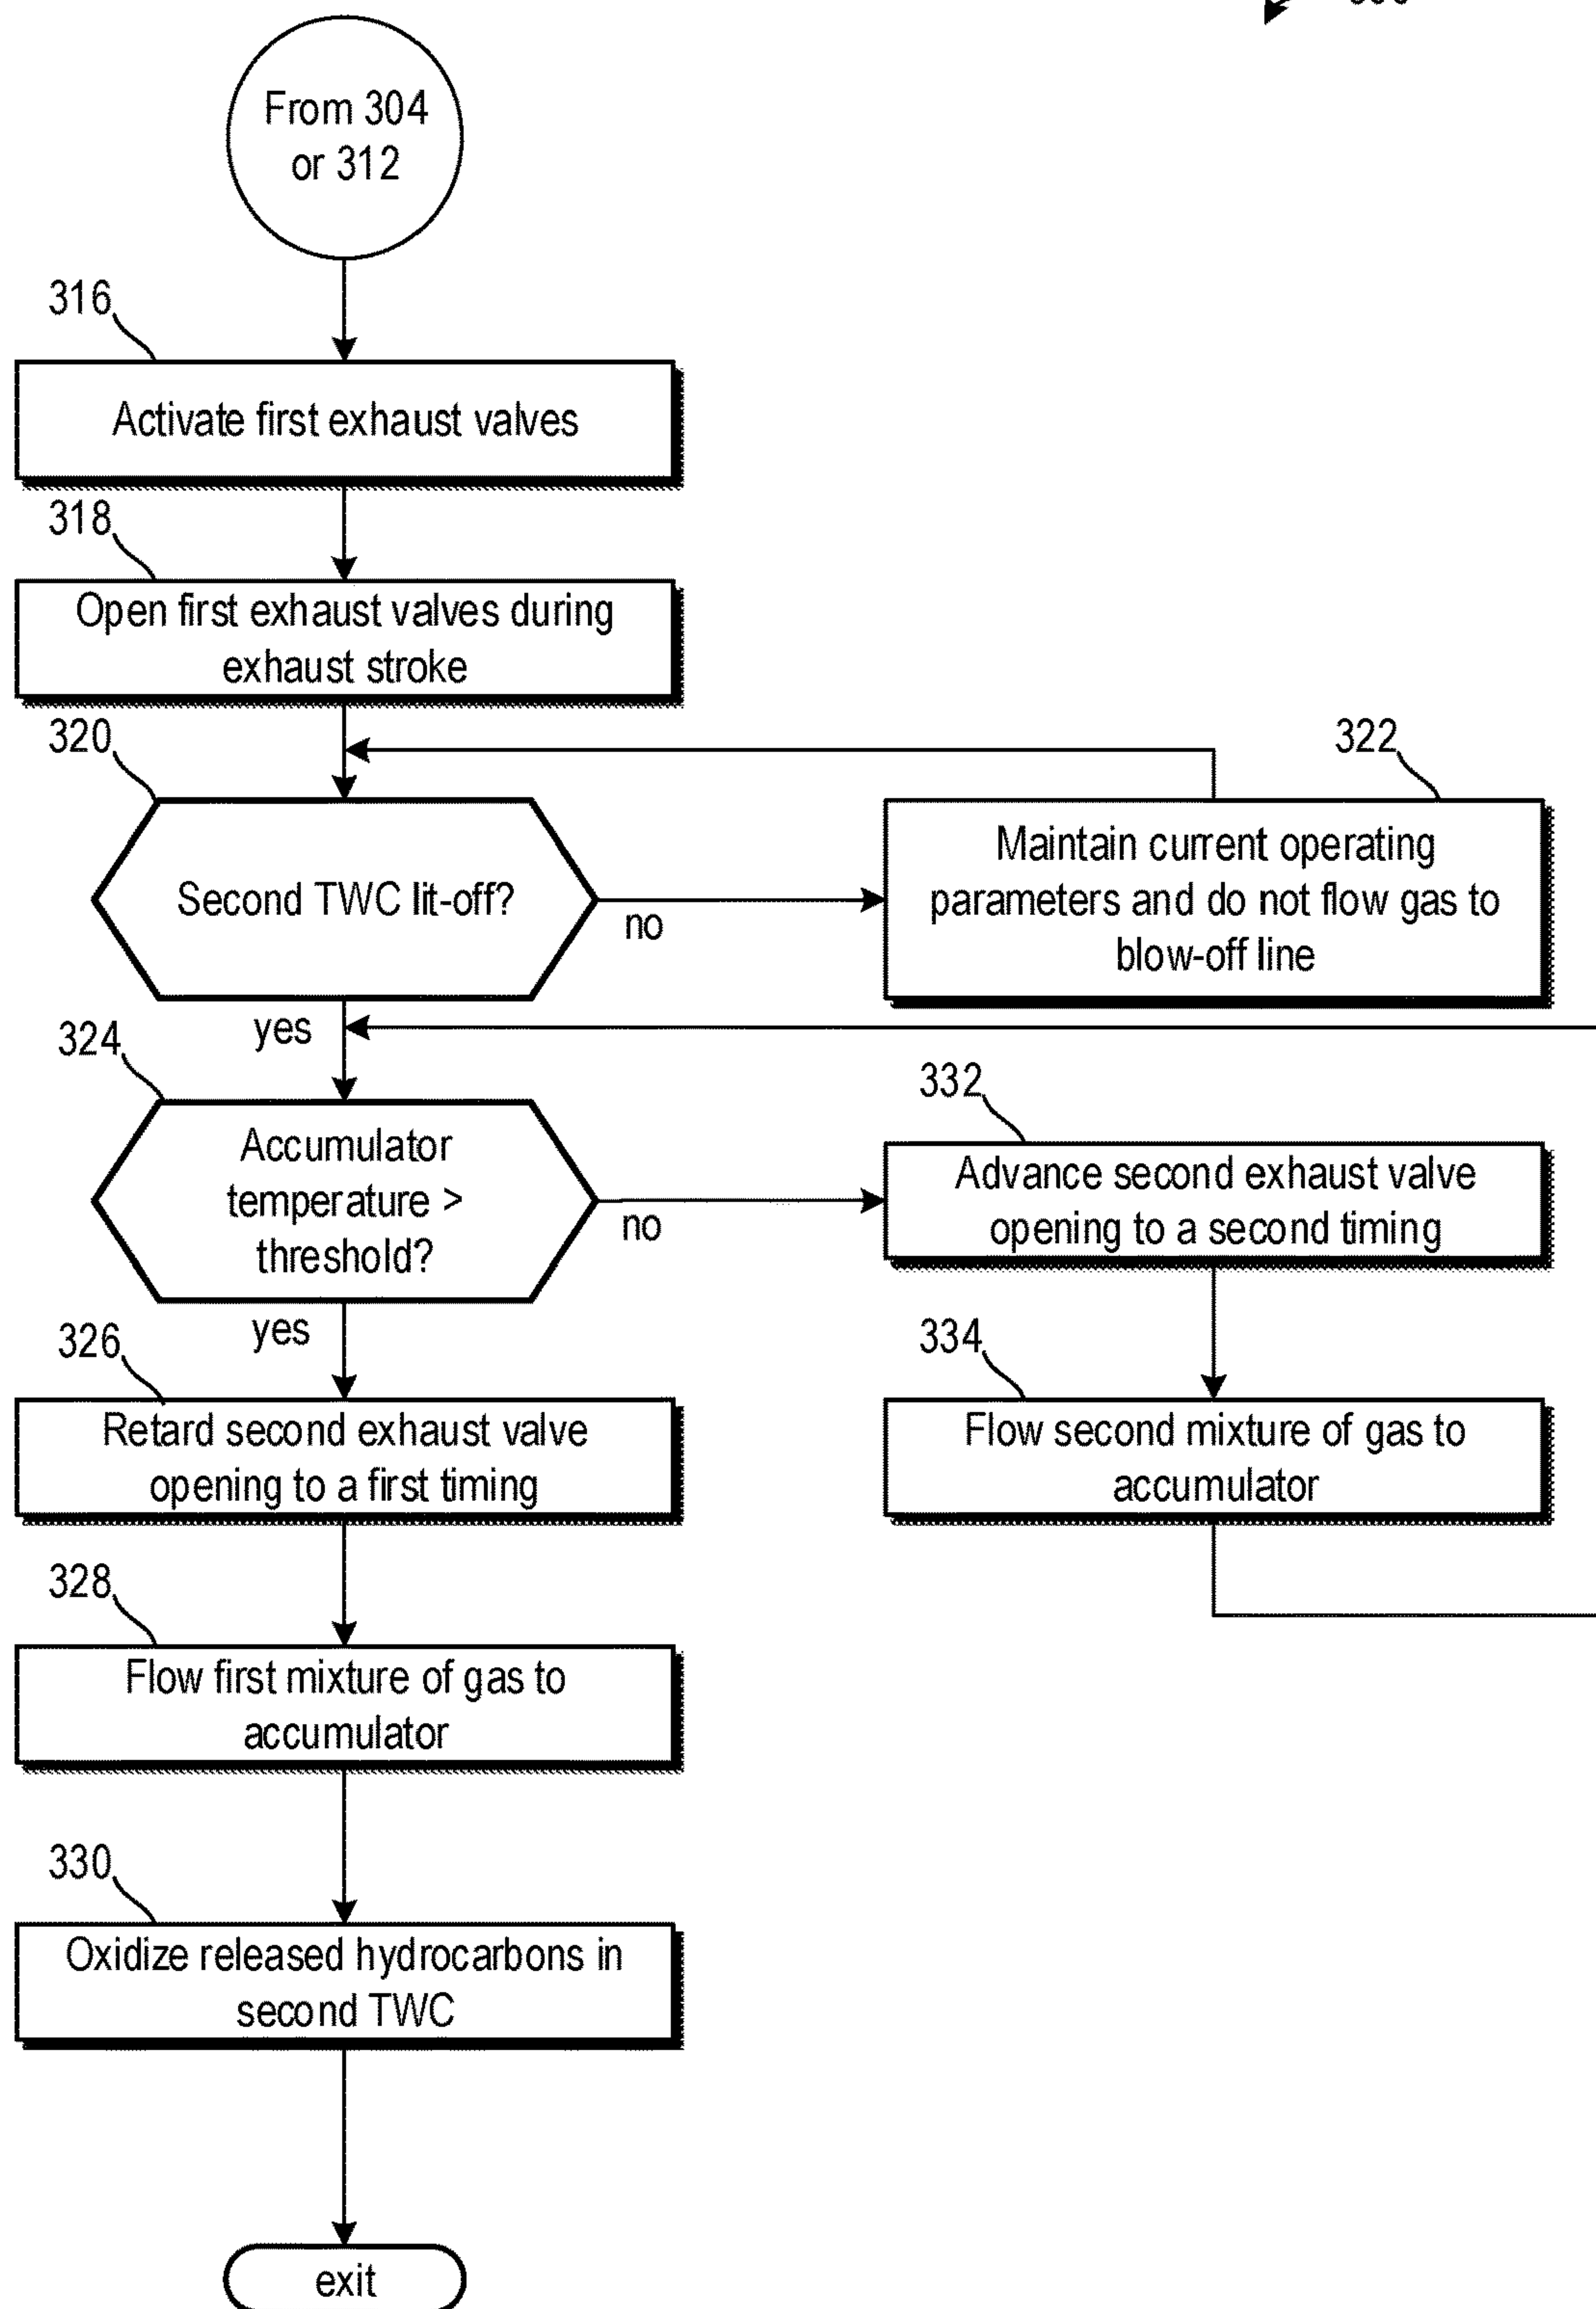 From 304
or 312
316
Activate first exhaust valves
318
Open first exhaust valves during
exhaust stroke
320
322
Second TWC lit-off?
no
Maintain current operating
parameters and do not flow gas to
blow-off line
yes
324
332
Accumulator
temperature >
threshold?
no
Advance second exhaust valve
opening to a second timing
yes
326
334
Retard second exhaust valve
opening to a first timing
Flow second mixture of gas to
accumulator
328
Flow first mixture of gas to
accumulator
330
Oxidize released hydrocarbons in
second TWC
exit